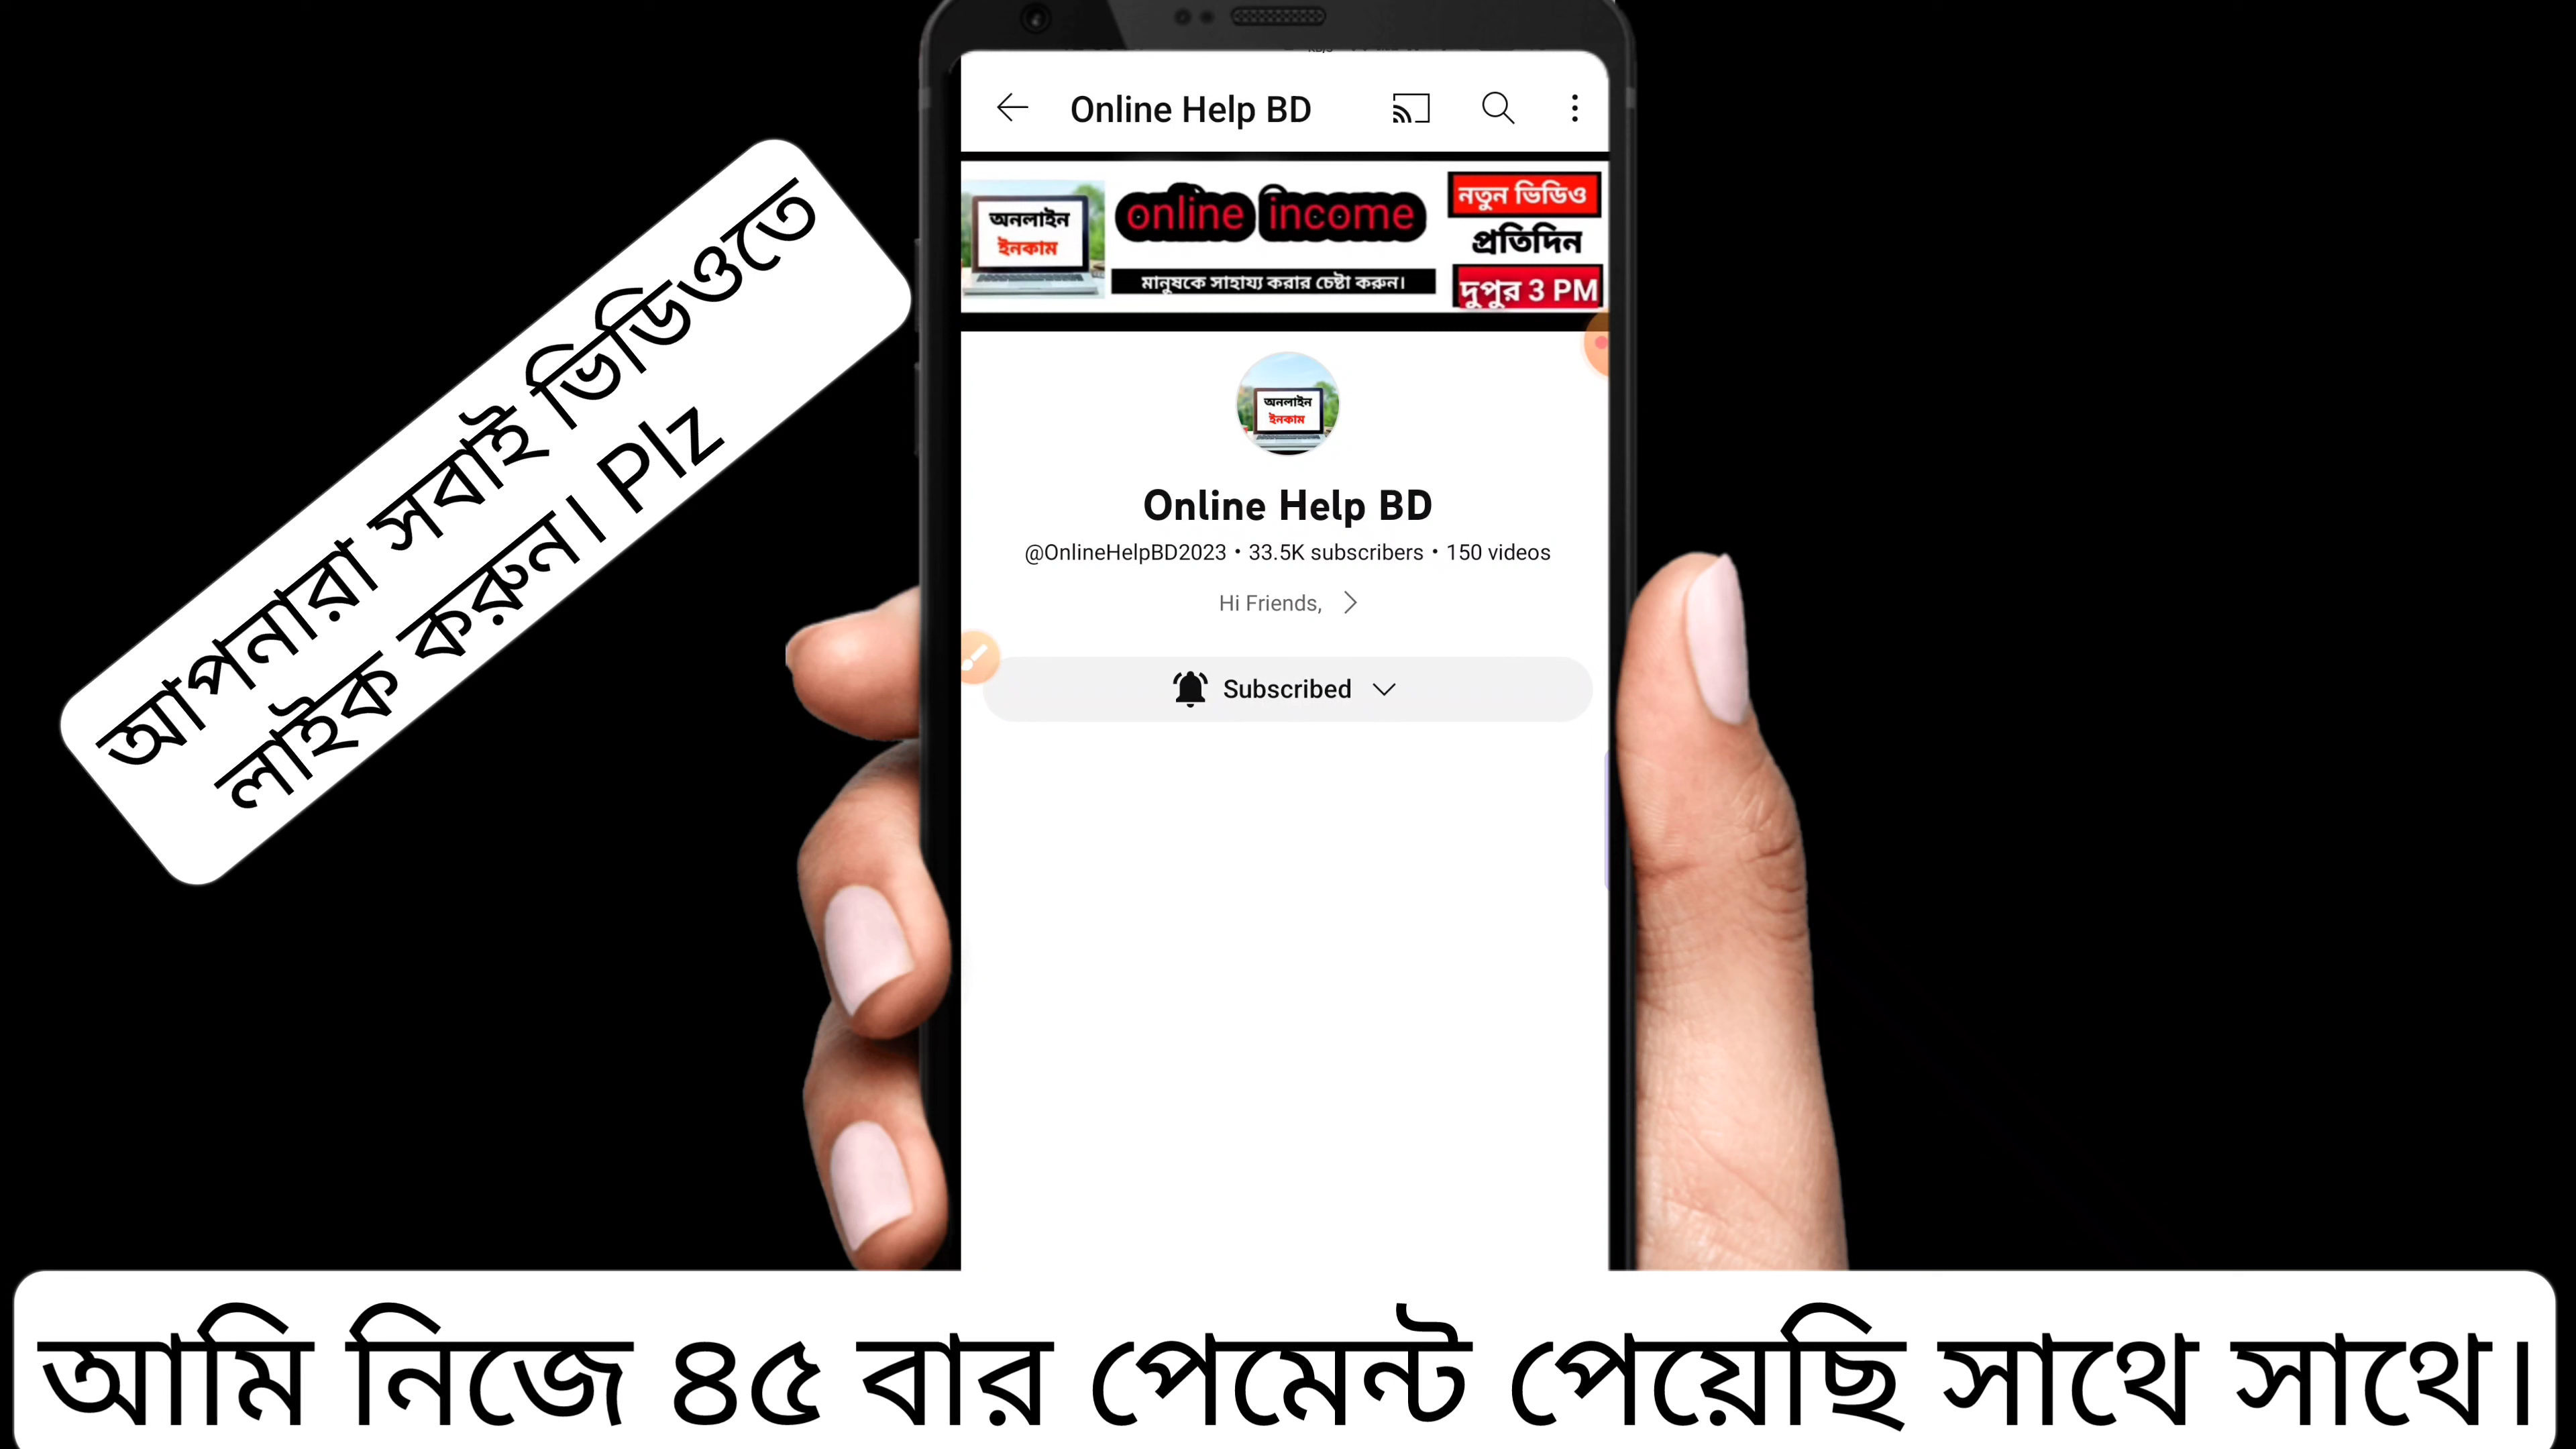 Online Help BD
অনলাইন
ইনকাম
online income
মানুষকে সাহায্য করার চেষ্টা করুন।
নতুন ভিডিও
প্রতিদিন
দুপুর 3 PM
অনলাইন
ইনকাম
Online Help BD
@OnlineHelpBD2023 • 33.5K subscribers • 150 videos
Hi Friends,
Subscribed
আপনারা সবাই ভিডিওতে
লাইক করুন। Plz
আমি নিজে ৪৫ বার পেমেন্ট পেয়েছি সাথে সাথে।